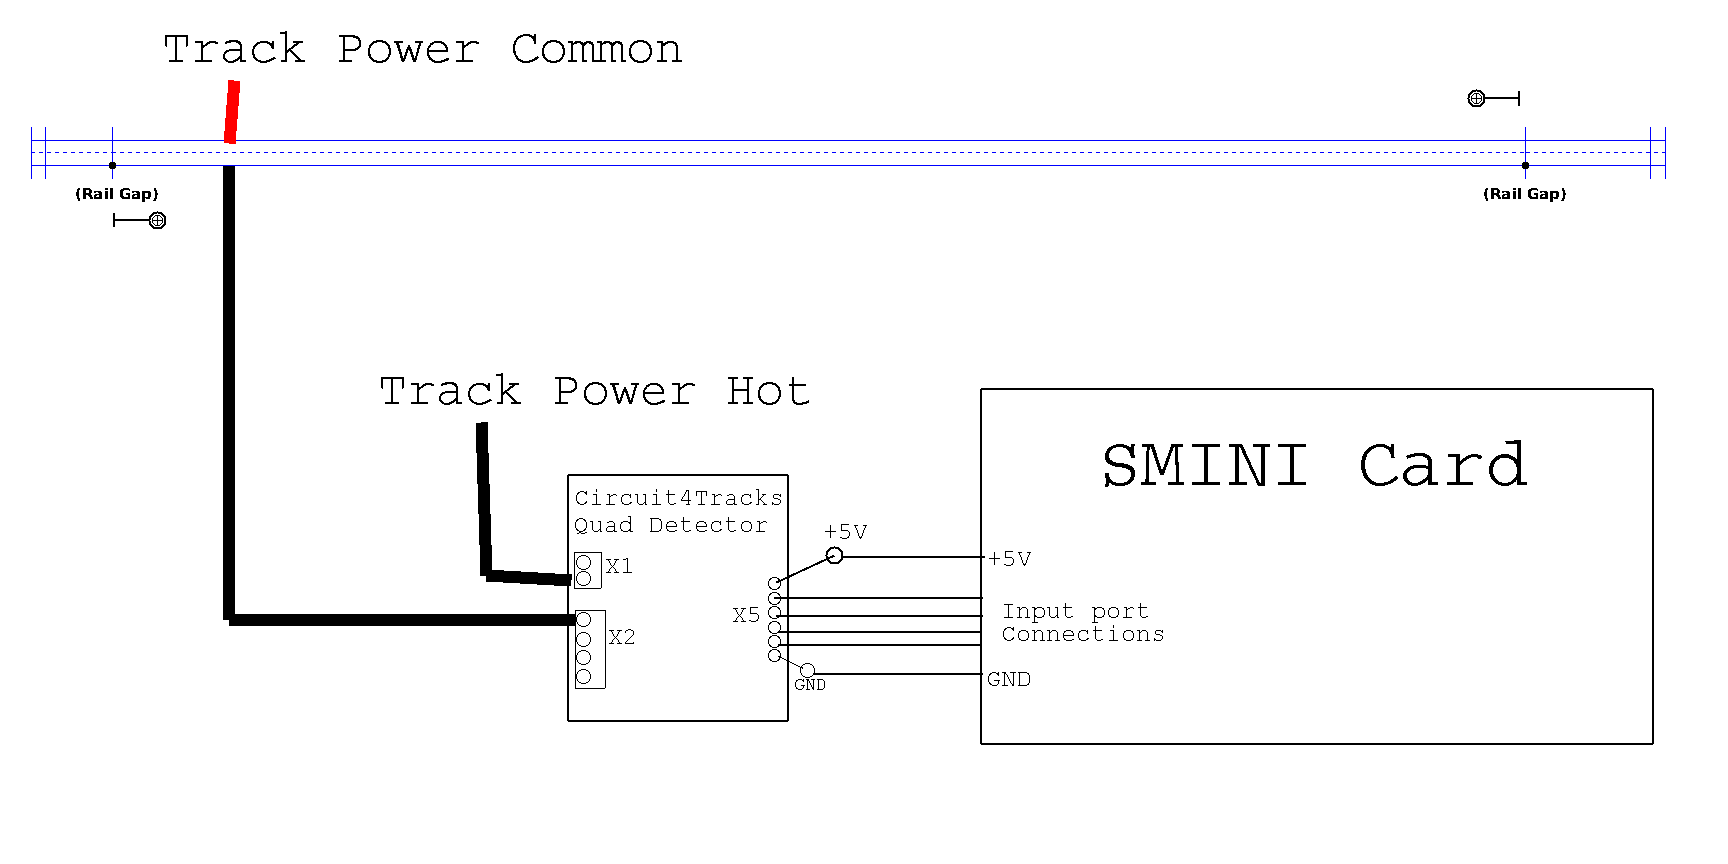 Track Power Common
(Rail Gap)
(Rail Gap)
Track Power Hot
SMINI Card
Circuit4Tracks
Quad Detector
X1
X2
X5
+5V
+5V
Input port
Connections
GND
GND